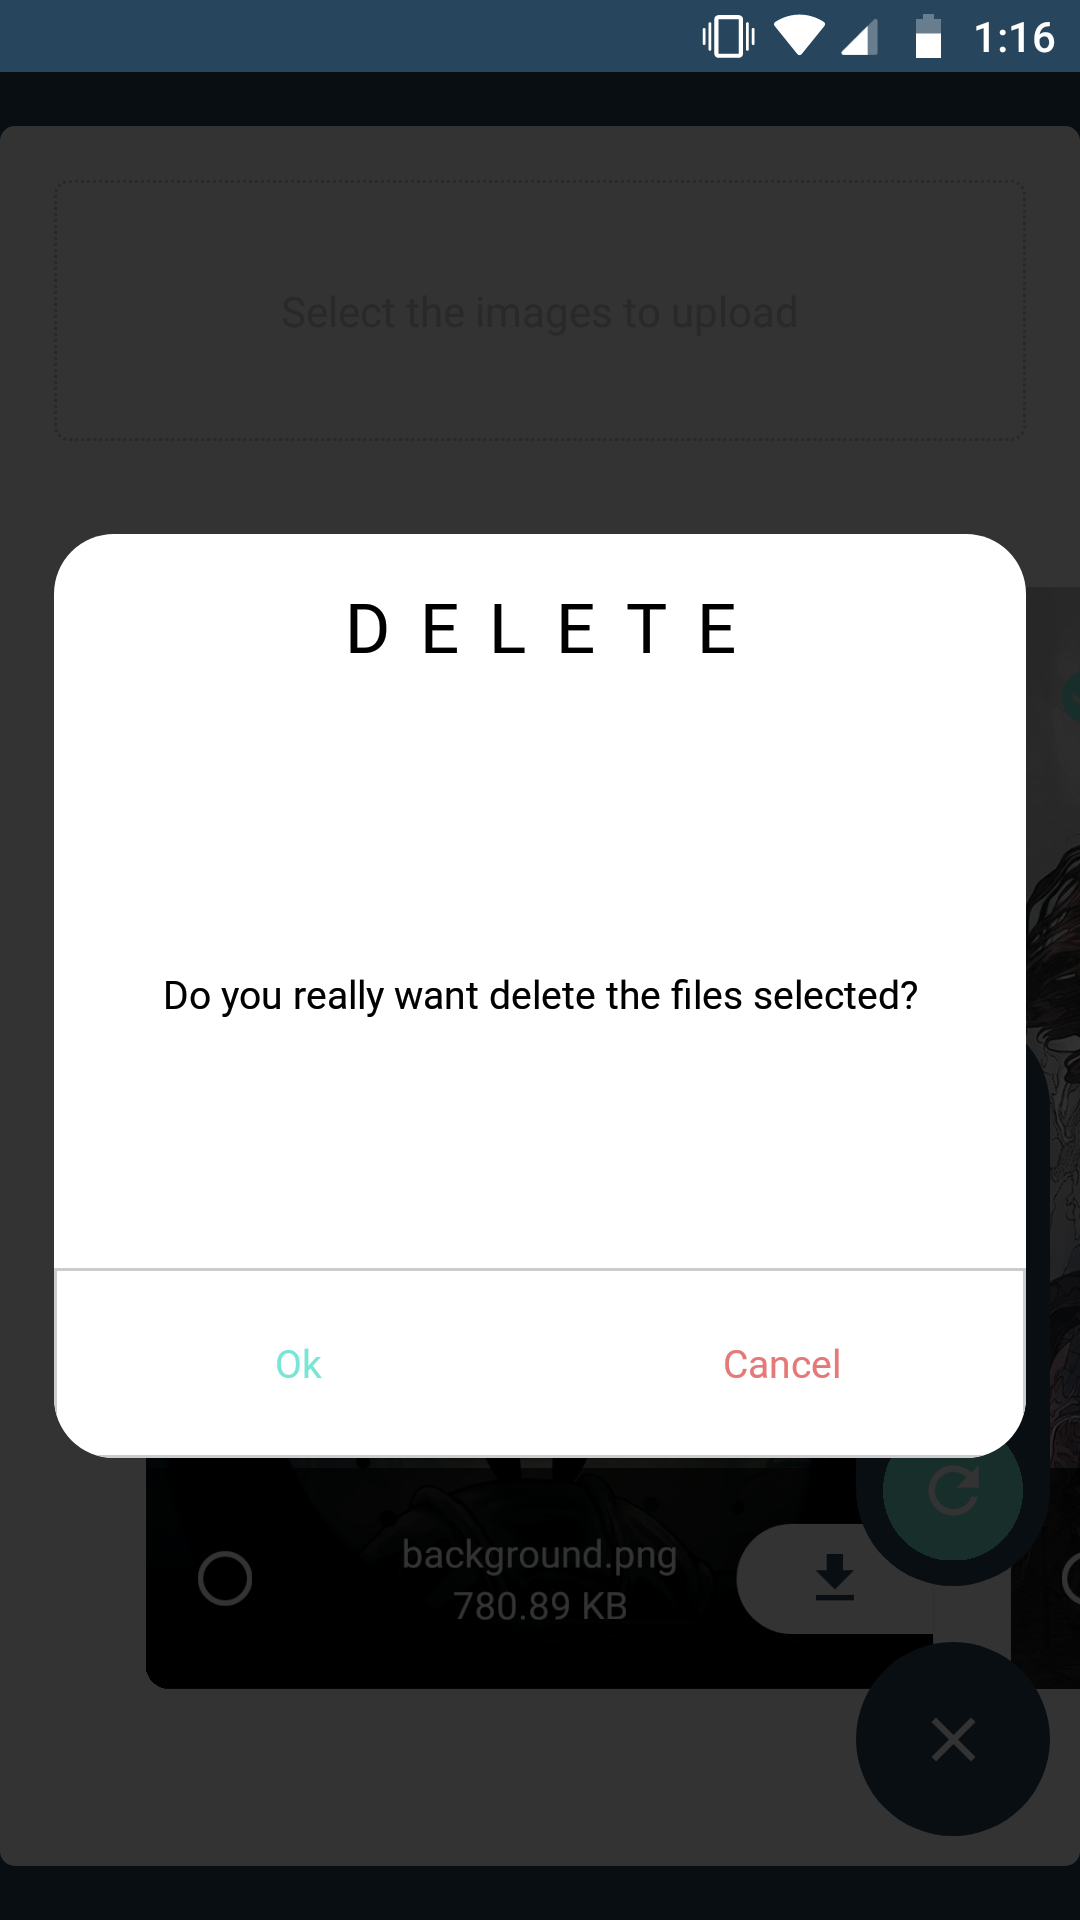 1:16
Select the images to upload
DELETE
Do you really want delete the files selected?
Ok
Cancel
background.png
780.89 KB